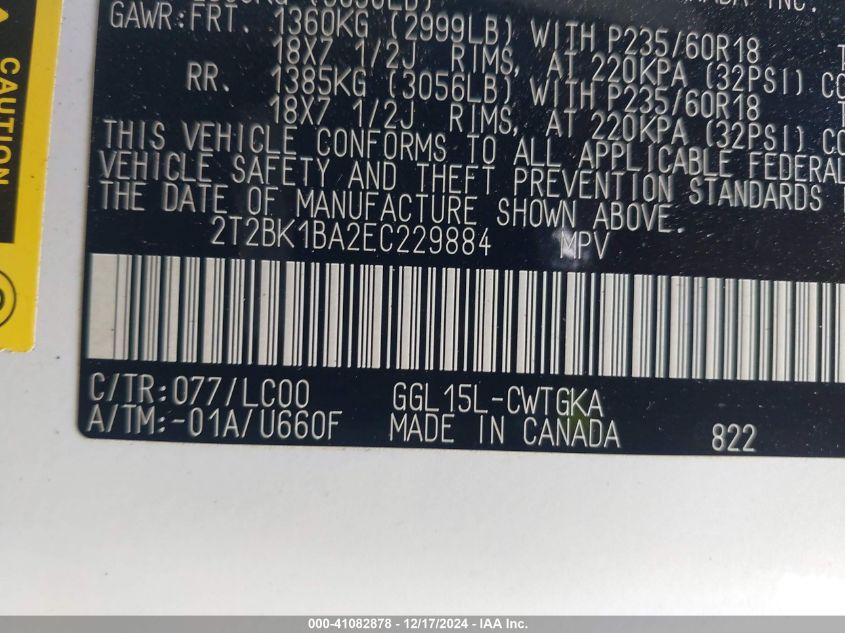 CAUTION
GAWR:FRT. 1360KG (2999LB) WITH P235/60R18
18X7 1/2J RIMS, AT 220KPA (32PSI) CO
RR. 1385KG (3056LB) WITH P235/60R18
18X7 1/2J RIMS, AT 220KPA (32PSI) CO
THIS VEHICLE CONFORMS TO ALL APPLICABLE FEDERAL
VEHICLE SAFETY AND THEFT PREVENTION STANDARDS I
THE DATE OF MANUFACTURE SHOWN ABOVE.
2T2BK1BA2EC229884 MPV
C/TR:077/LC00 GGL15L-CWTGKA
A/TM:-01A/U660F MADE IN CANADA 822
000-41082878 / 12/17/2024 - IAA Inc.